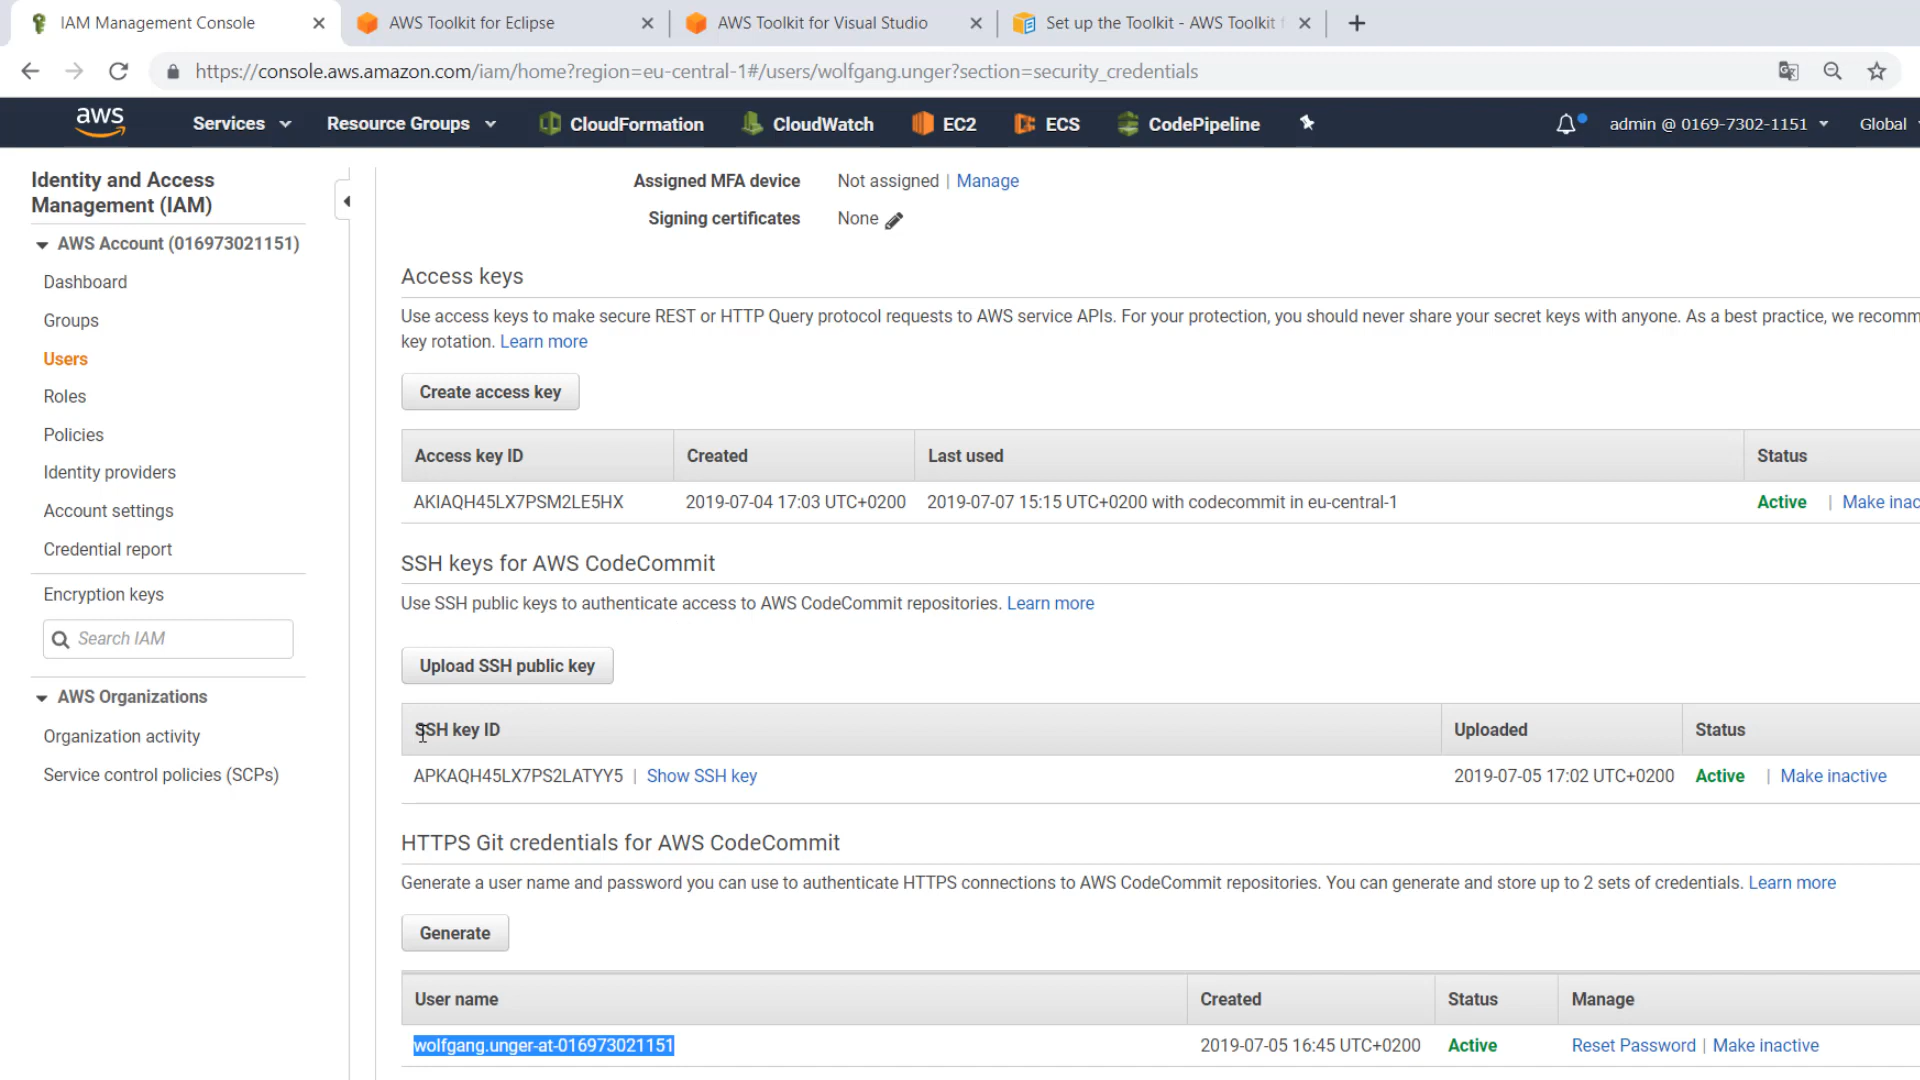 IAM Management Console
AWS Toolkit for Eclipse
AWS Toolkit for Visual Studio
Set up the Toolkit - AWS Toolkit
https://console.aws.amazon.com/iam/home?region=eu-central-1#/users/wolfgang.unger?section=security_credentials
aws
Services
Resource Groups
CloudFormation
CloudWatch
EC2
ECS
CodePipeline
admin @ 0169-7302-1151
Global
Identity and Access
Management (IAM)
AWS Account (016973021151)
Dashboard
Groups
Users
Roles
Policies
Identity providers
Account settings
Credential report
Encryption keys
Search IAM
AWS Organizations
Organization activity
Service control policies (SCPs)
Assigned MFA device Not assigned | Manage
Signing certificates None
Access keys
Use access keys to make secure REST or HTTP Query protocol requests to AWS service APIs. For your protection, you should never share your secret keys with anyone. As a best practice, we recomm
key rotation. Learn more
Create access key
Access key ID Created Last used Status
AKIAQH45LX7PSM2LE5HX 2019-07-04 17:03 UTC+0200 2019-07-07 15:15 UTC+0200 with codecommit in eu-central-1 Active | Make inac
SSH keys for AWS CodeCommit
Use SSH public keys to authenticate access to AWS CodeCommit repositories. Learn more
Upload SSH public key
SSH key ID Uploaded Status
APKAQH45LX7PS2LATYY5 | Show SSH key 2019-07-05 17:02 UTC+0200 Active | Make inactive
HTTPS Git credentials for AWS CodeCommit
Generate a user name and password you can use to authenticate HTTPS connections to AWS CodeCommit repositories. You can generate and store up to 2 sets of credentials. Learn more
Generate
User name Created Status Manage
wolfgang.unger-at-016973021151 2019-07-05 16:45 UTC+0200 Active Reset Password | Make inactive